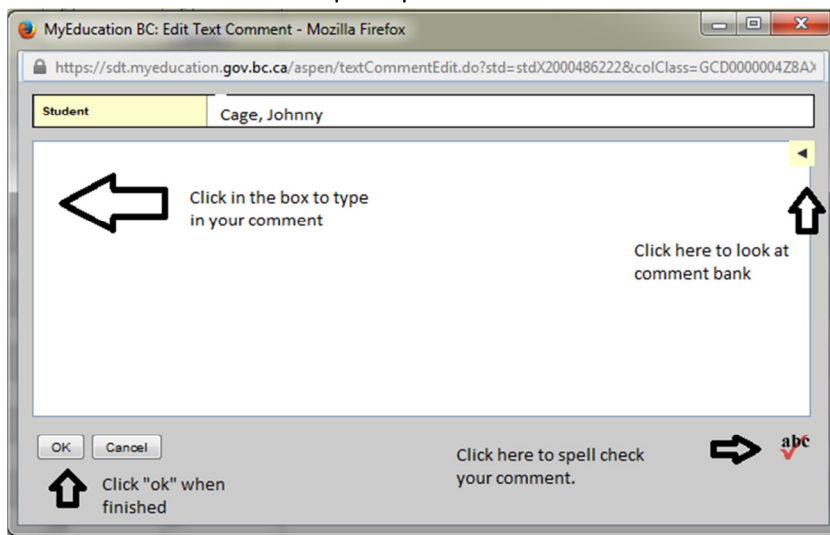 MyEducation BC: Edit Text Comment - Mozilla Firefox
https://sdt.myeducation.gov.bc.ca/aspen/textCommentEdit.do?std=stdX2000486222&colClass=GCD0000004Z8AX
Student Cage, Johnny
Click in the box to type
in your comment
Click here to look at
comment bank
OK Cancel
Click here to spell check
your comment.
abc
Click "ok" when
finished